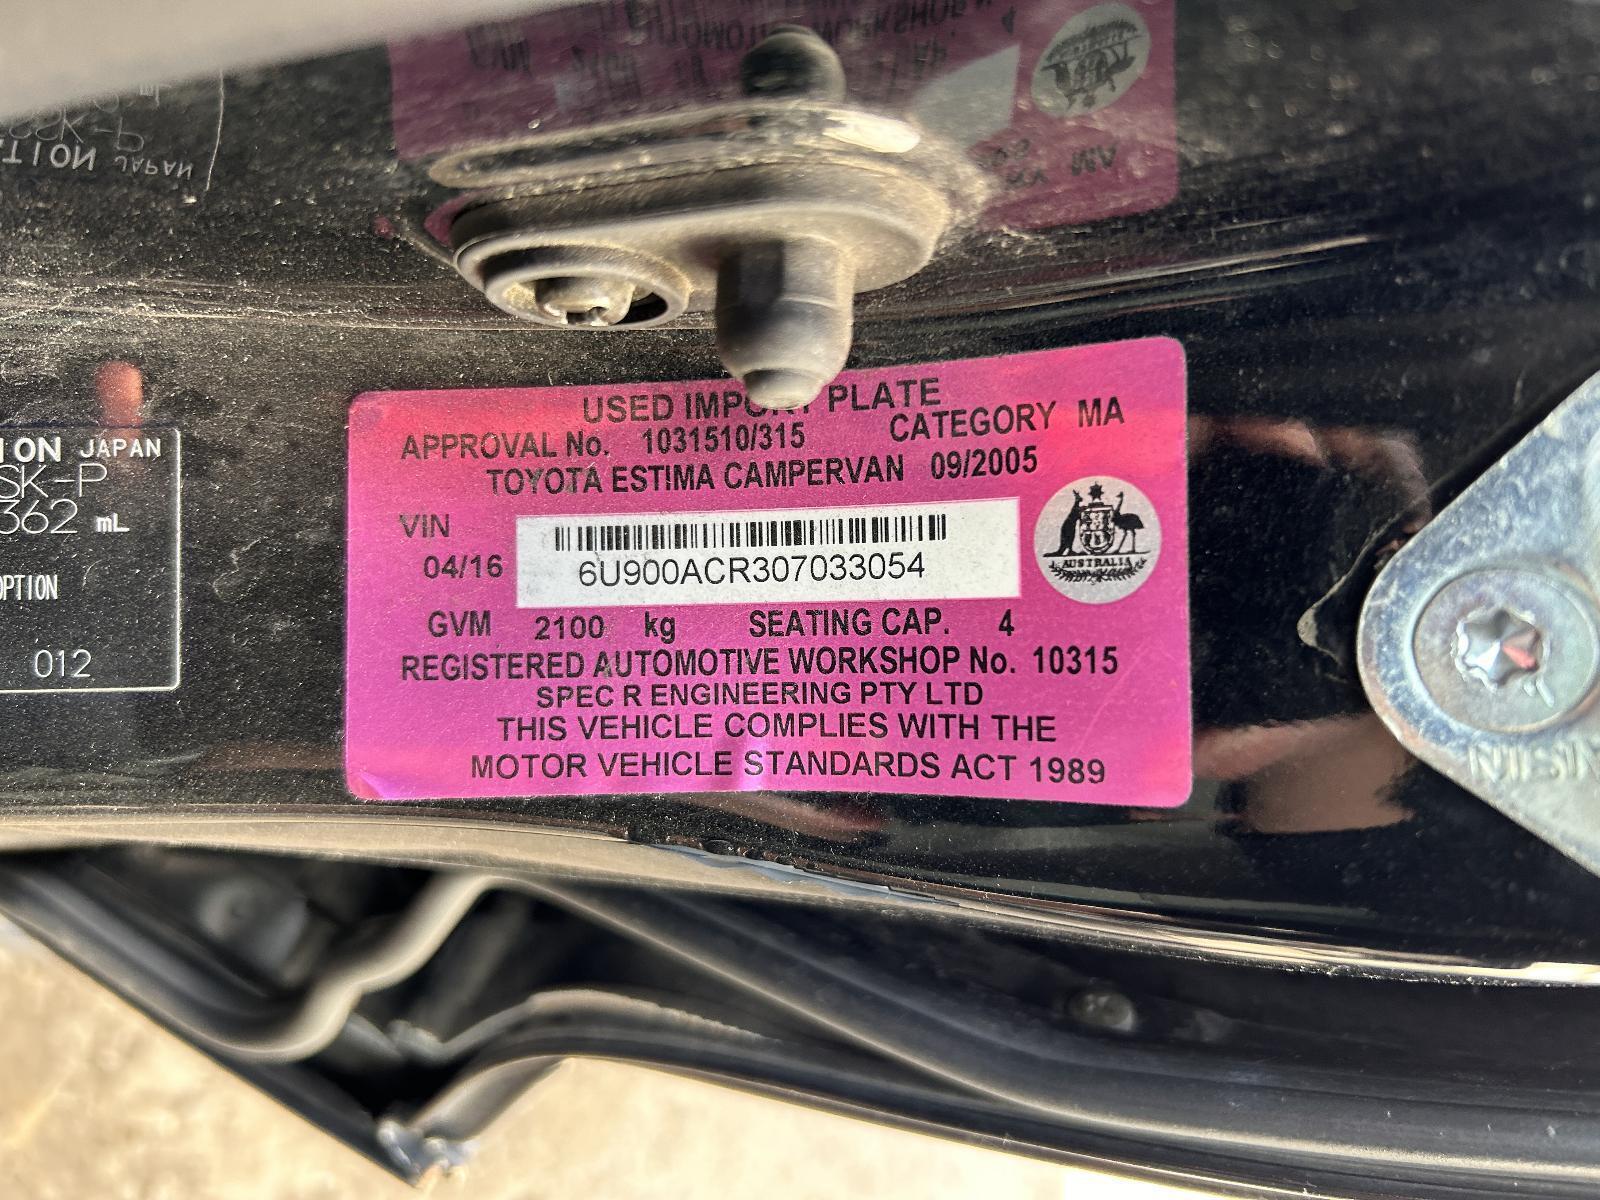 USED IMPORT PLATE
APPROVAL No. 1031510/315 CATEGORY MA
TOYOTA ESTIMA CAMPERVAN 09/2005
VIN
04/16 6U900ACR307033054
AUSTRALIA
GVM 2100 kg SEATING CAP. 4
REGISTERED AUTOMOTIVE WORKSHOP No. 10315
SPEC R ENGINEERING PTY LTD
THIS VEHICLE COMPLIES WITH THE
MOTOR VEHICLE STANDARDS ACT 1989
ION JAPAN
SK-P
362 mL
OPTION
012